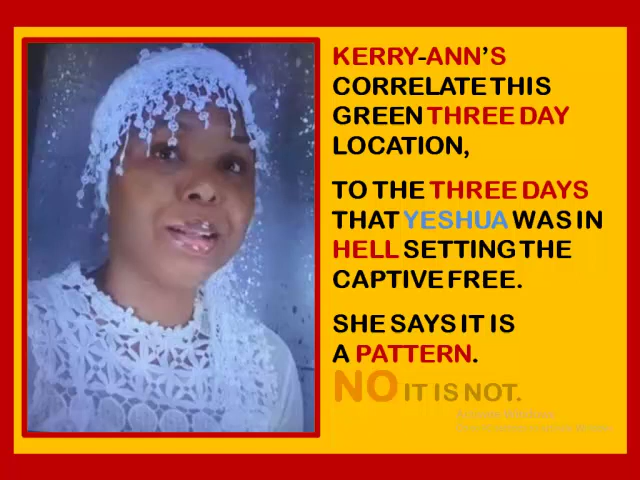 KERRY-ANN’S
CORRELATE THIS
GREEN THREE DAY
LOCATION,
TO THE THREE DAYS
THAT YESHUA WAS IN
HELL SETTING THE
CAPTIVE FREE.
SHE SAYS IT IS
A PATTERN.
NO IT IS NOT.